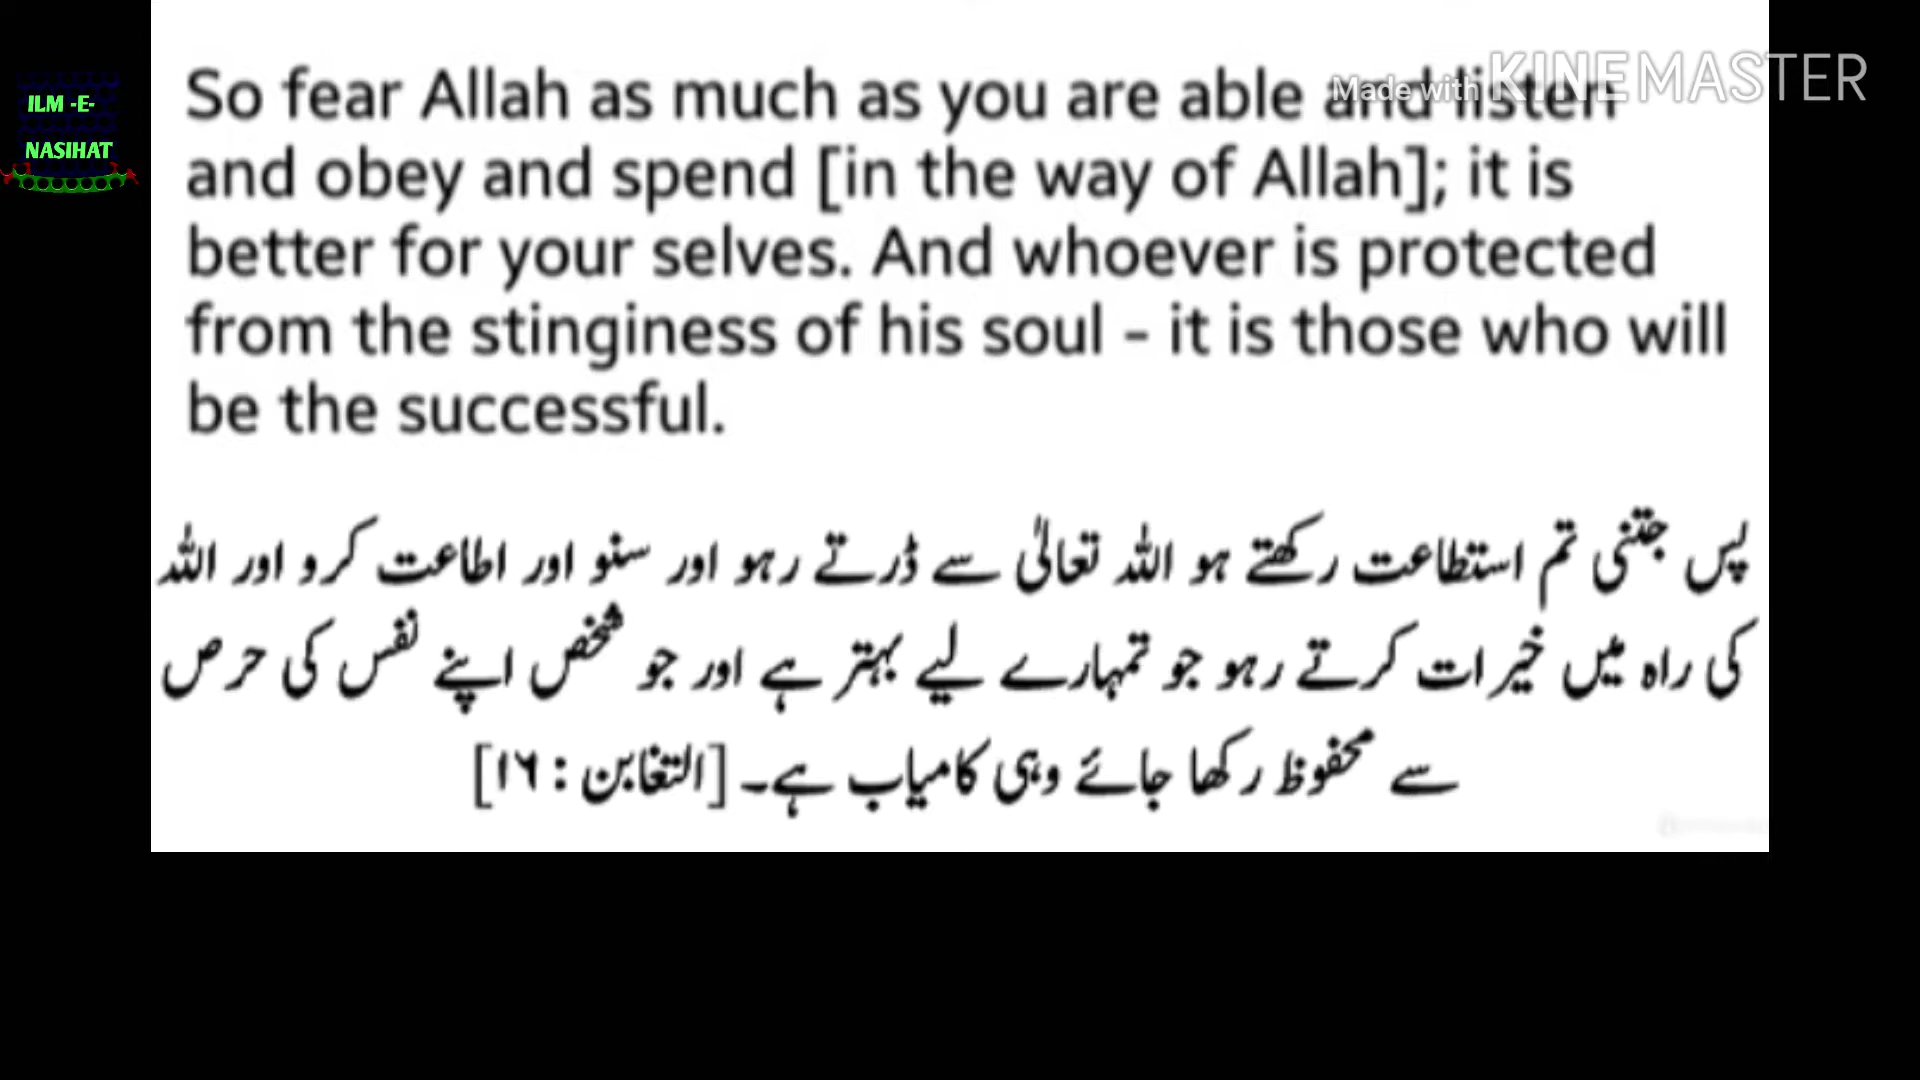 ILM -E-
NASIHAT
Made with KINEMASTER
So fear Allah as much as you are able and listen
and obey and spend [in the way of Allah]; it is
better for your selves. And whoever is protected
from the stinginess of his soul - it is those who will
be the successful.
پس جتنی تم استطاعت رکھتے ہو اللہ تعالیٰ سے ڈرتے رہو اور سنو اور اطاعت کرو اور اللہ
کی راہ میں خیرات کرتے رہو جو تمہارے لیے بہتر ہے اور جو شخص اپنے نفس کی حرص
سے محفوظ رکھا جائے وہی کامیاب ہے۔ [التغابن : ١٦]